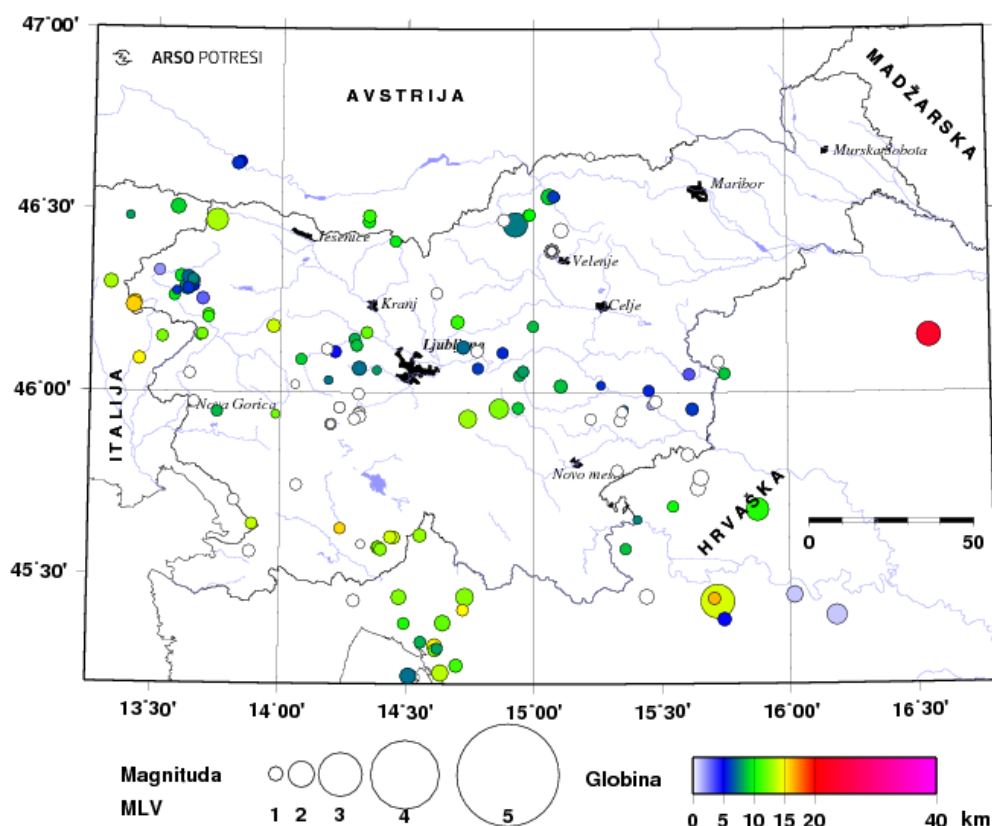 47˚00'
ARSO POTRESI
AVSTRIJA
MADŽARSKA
Murska Sobota
Maribor
46˚30'
Jesenice
Velenje
Kranj
Celje
Ljubljana
46˚00'
Nova Gorica
ITALIJA
Novo mesto
HRVAŠKA
0 50
45˚30'
13˚30' 14˚00' 14˚30' 15˚00' 15˚30' 16˚00' 16˚30'
Magnituda
MLV
1 2 3 4 5
Globina
0 5 10 15 20 40 km